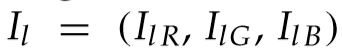 I_l = (I_{lR}, I_{lG}, I_{lB})